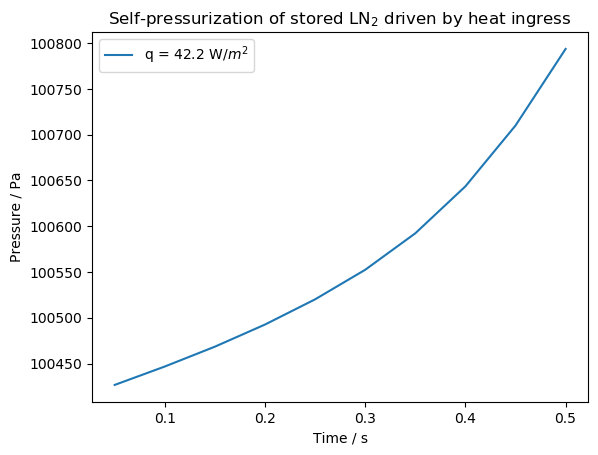 Self-pressurization of stored LN₂ driven by heat ingress
q = 42.2 W/m²
Pressure / Pa
100800
100750
100700
100650
100600
100550
100500
100450
0.1 0.2 0.3 0.4 0.5
Time / s